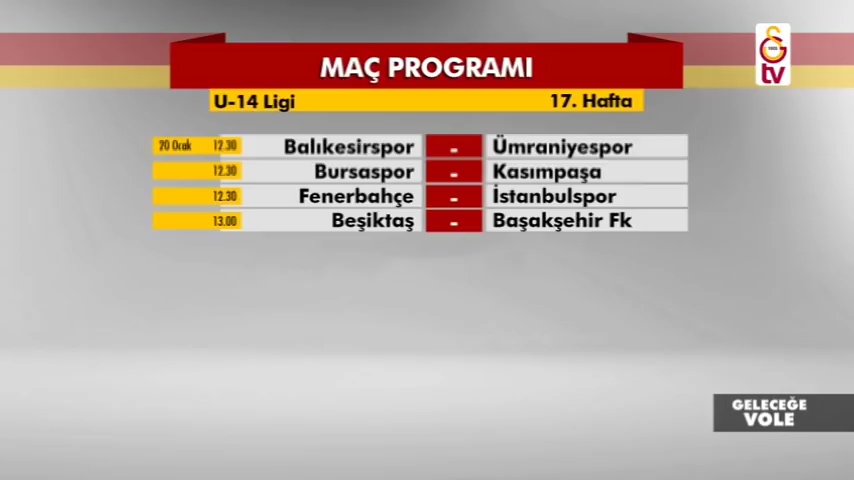 MAÇ PROGRAMI
U-14 Ligi 17. Hafta
20 Ocak 12.30 Balıkesirspor - Ümraniyespor
12.30 Bursaspor - Kasımpaşa
12.30 Fenerbahçe - İstanbulspor
13.00 Beşiktaş - Başakşehir Fk
GELECEĞE
VOLE
tv